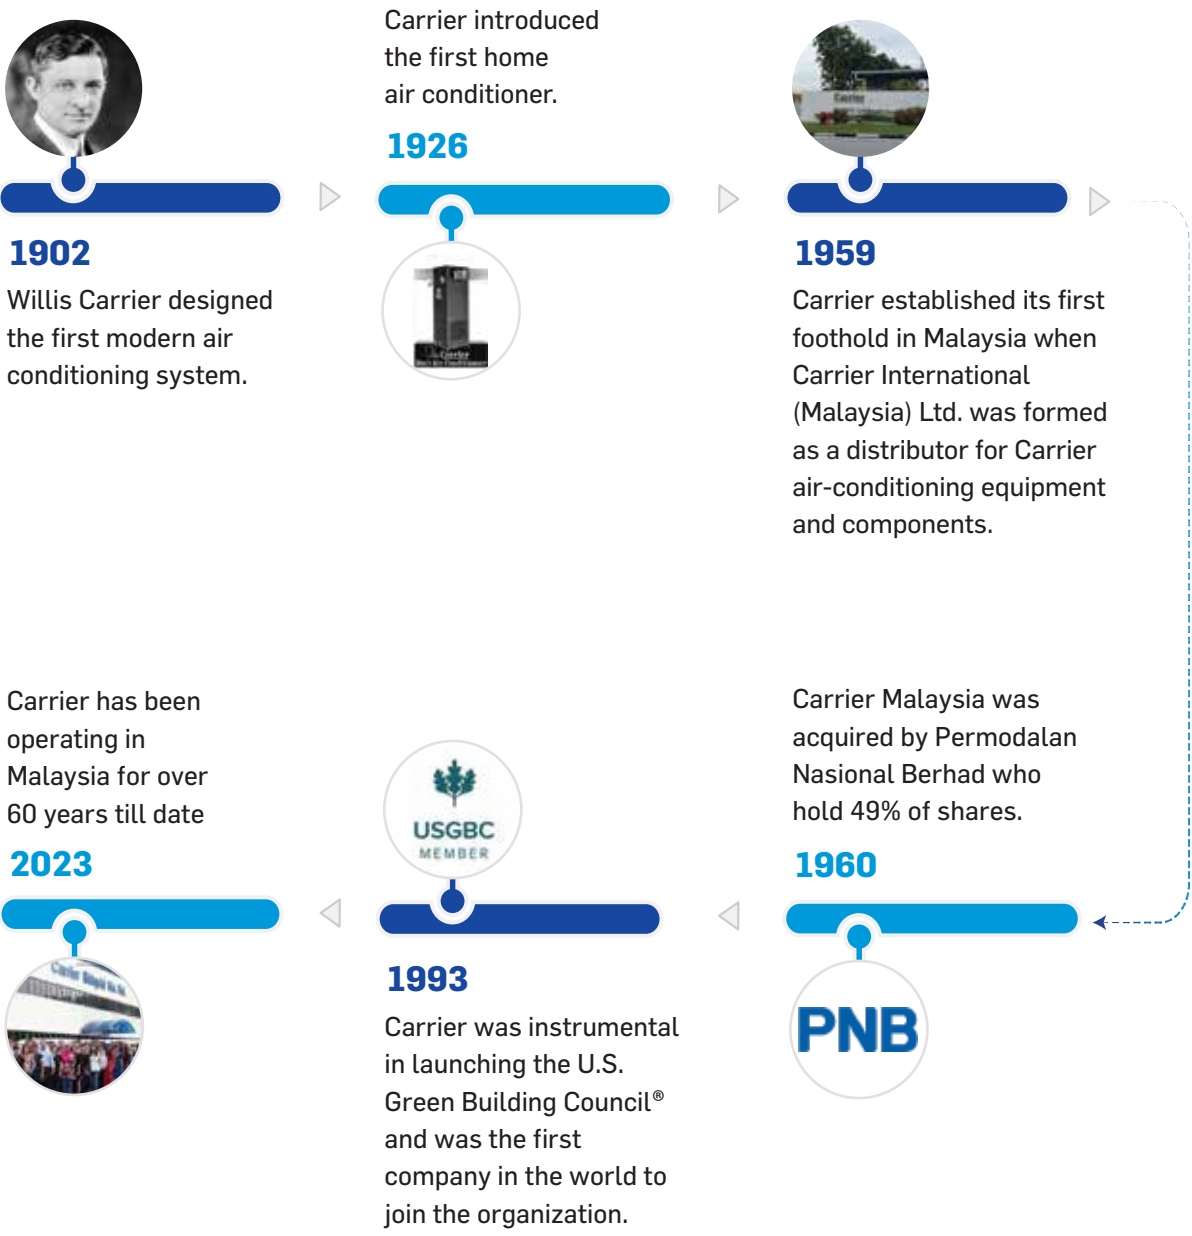 1902
Willis Carrier designed
the first modern air
conditioning system.
Carrier introduced
the first home
air conditioner.
1926
Carrier
1959
Carrier established its first
foothold in Malaysia when
Carrier International
(Malaysia) Ltd. was formed
as a distributor for Carrier
air-conditioning equipment
and components.
Carrier
Carrier Malaysia was
acquired by Permodalan
Nasional Berhad who
hold 49% of shares.
1960
PNB
USGBC
MEMBER
1993
Carrier was instrumental
in launching the U.S.
Green Building Council®
and was the first
company in the world to
join the organization.
Carrier has been
operating in
Malaysia for over
60 years till date
2023
Carrier